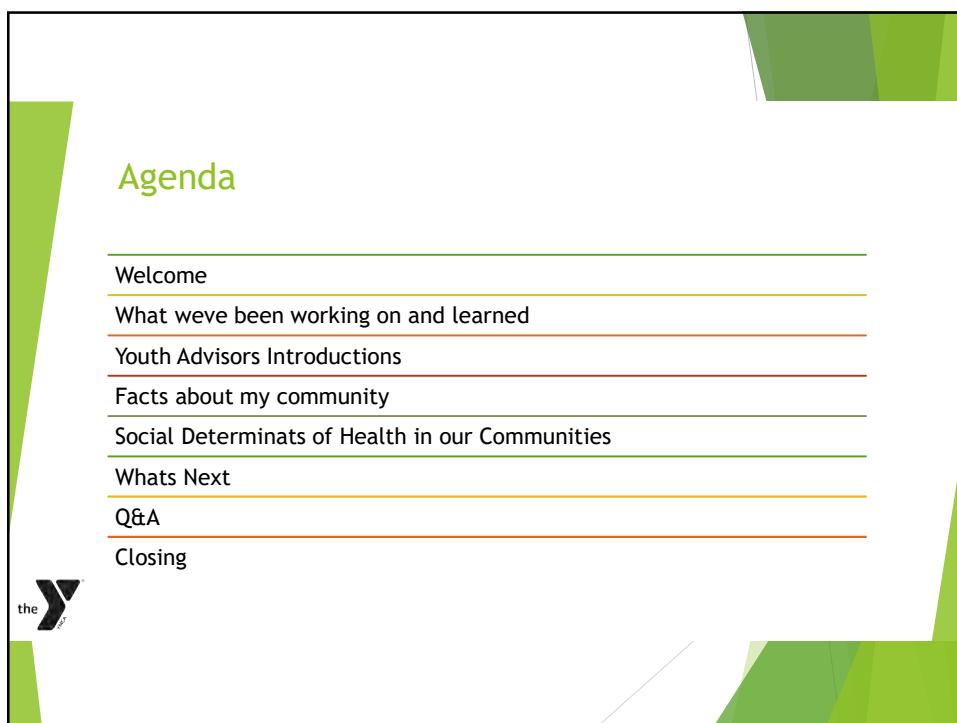 Agenda
Welcome
What weve been working on and learned
Youth Advisors Introductions
Facts about my community
Social Determinats of Health in our Communities
Whats Next
Q&A
Closing
the
YMCA